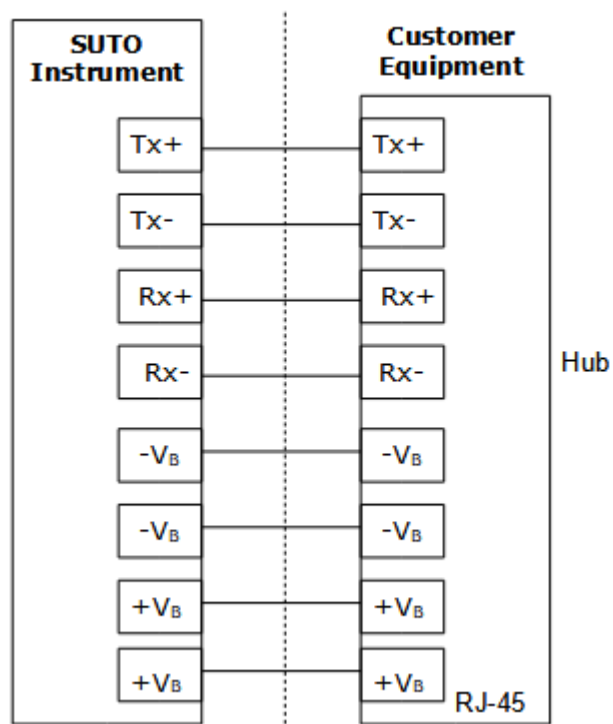 SUTO
Instrument
Customer
Equipment
Tx+ Tx+
Tx- Tx-
Rx+ Rx+
Rx- Rx-
Hub
-VB -VB
-VB -VB
+VB +VB
+VB +VB
RJ-45